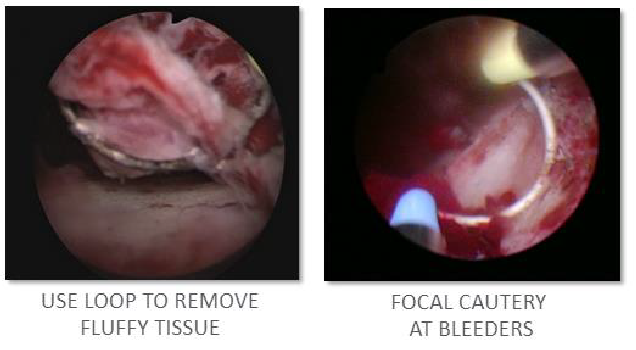 USE LOOP TO REMOVE
FLUFFY TISSUE
FOCAL CAUTERY
AT BLEEDERS